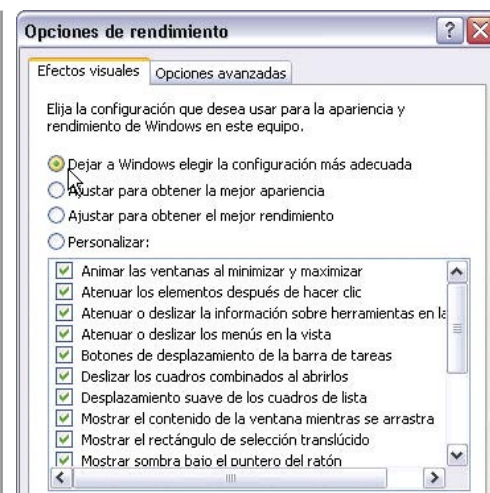 Opciones de rendimiento
Efectos visuales
Opciones avanzadas
Elija la configuración que desea usar para la apariencia y
rendimiento de Windows en este equipo.
Dejar a Windows elegir la configuración más adecuada
Ajustar para obtener la mejor apariencia
Ajustar para obtener el mejor rendimiento
Personalizar:
Animar las ventanas al minimizar y maximizar
Atenuar los elementos después de hacer clic
Atenuar o deslizar la información sobre herramientas en la
Atenuar o deslizar los menús en la vista
Botones de desplazamiento de la barra de tareas
Deslizar los cuadros combinados al abrirlos
Desplazamiento suave de los cuadros de lista
Mostrar el contenido de la ventana mientras se arrastra
Mostrar el rectángulo de selección translúcido
Mostrar sombra bajo el puntero del ratón